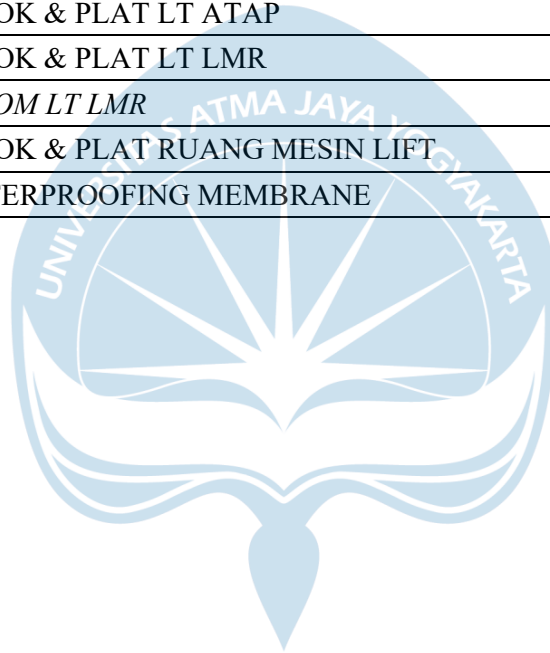 OK & PLAT LT ATAP
OK & PLAT LT LMR
OM LT LMR
OK & PLAT RUANG MESIN LIFT
ERPROOFING MEMBRANE
UNIVERSITAS ATMA JAYA YOGYAKARTA